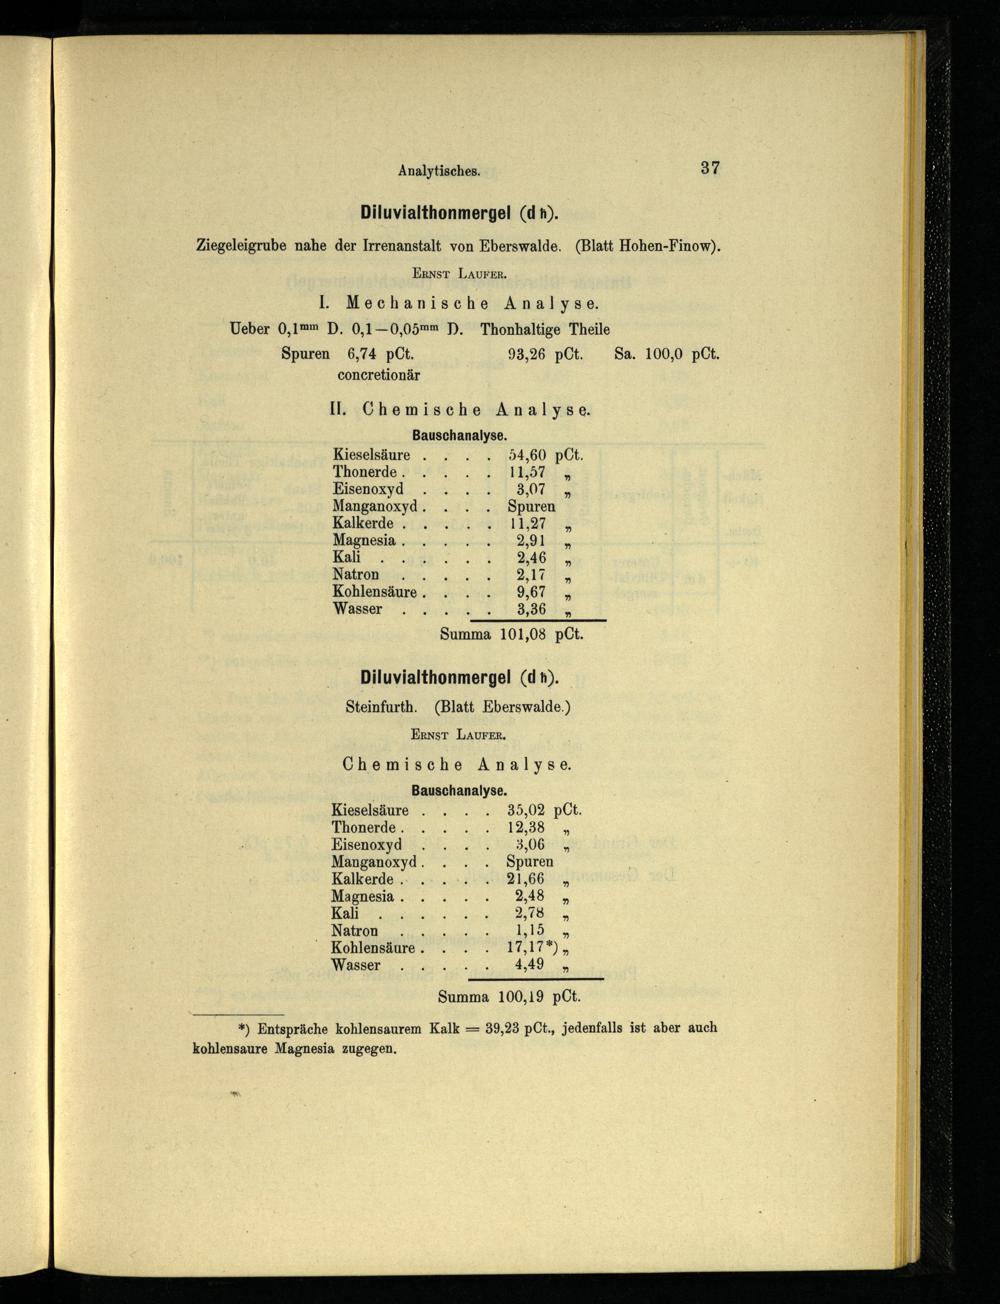 Analytisches. 37
Diluvialthonmergel (dh).
Ziegeleigrube nahe der Irrenanstalt von Eberswalde. (Blatt Hohen-Finow).
Ernst Laufer.
I. Mechanische Analyse.
Ueber 0,1mm D. 0,1—0,05mm D. Thonhaltige Theile
Spuren 6,74 pCt. 93,26 pCt. Sa. 100,0 pCt.
concretionär
II. Chemische Analyse.
Bauschanalyse.
Kieselsäure . . . . 54,60 pCt.
Thonerde . . . . . 11,57 „
Eisenoxyd . . . . 3,07 „
Manganoxyd . . . . Spuren
Kalkerde . . . . . 11,27 „
Magnesia . . . . . 2,91 „
Kali . . . . . . 2,46 „
Natron . . . . . 2,17 „
Kohlensäure . . . . 9,67 „
Wasser . . . . . 3,36 „
Summa 101,08 pCt.
Diluvialthonmergel (dh).
Steinfurth. (Blatt Eberswalde.)
Ernst Laufer.
Chemische Analyse.
Bauschanalyse.
Kieselsäure . . . . 35,02 pCt.
Thonerde . . . . . 12,38 „
Eisenoxyd . . . . 3,06 „
Manganoxyd . . . . Spuren
Kalkerde . . . . . 21,66 „
Magnesia . . . . . 2,48 „
Kali . . . . . . 2,78 „
Natron . . . . . 1,15 „
Kohlensäure . . . . 17,17*) „
Wasser . . . . . 4,49 „
Summa 100,19 pCt.
*) Entspräche kohlensaurem Kalk = 39,23 pCt., jedenfalls ist aber auch
kohlensaure Magnesia zugegen.